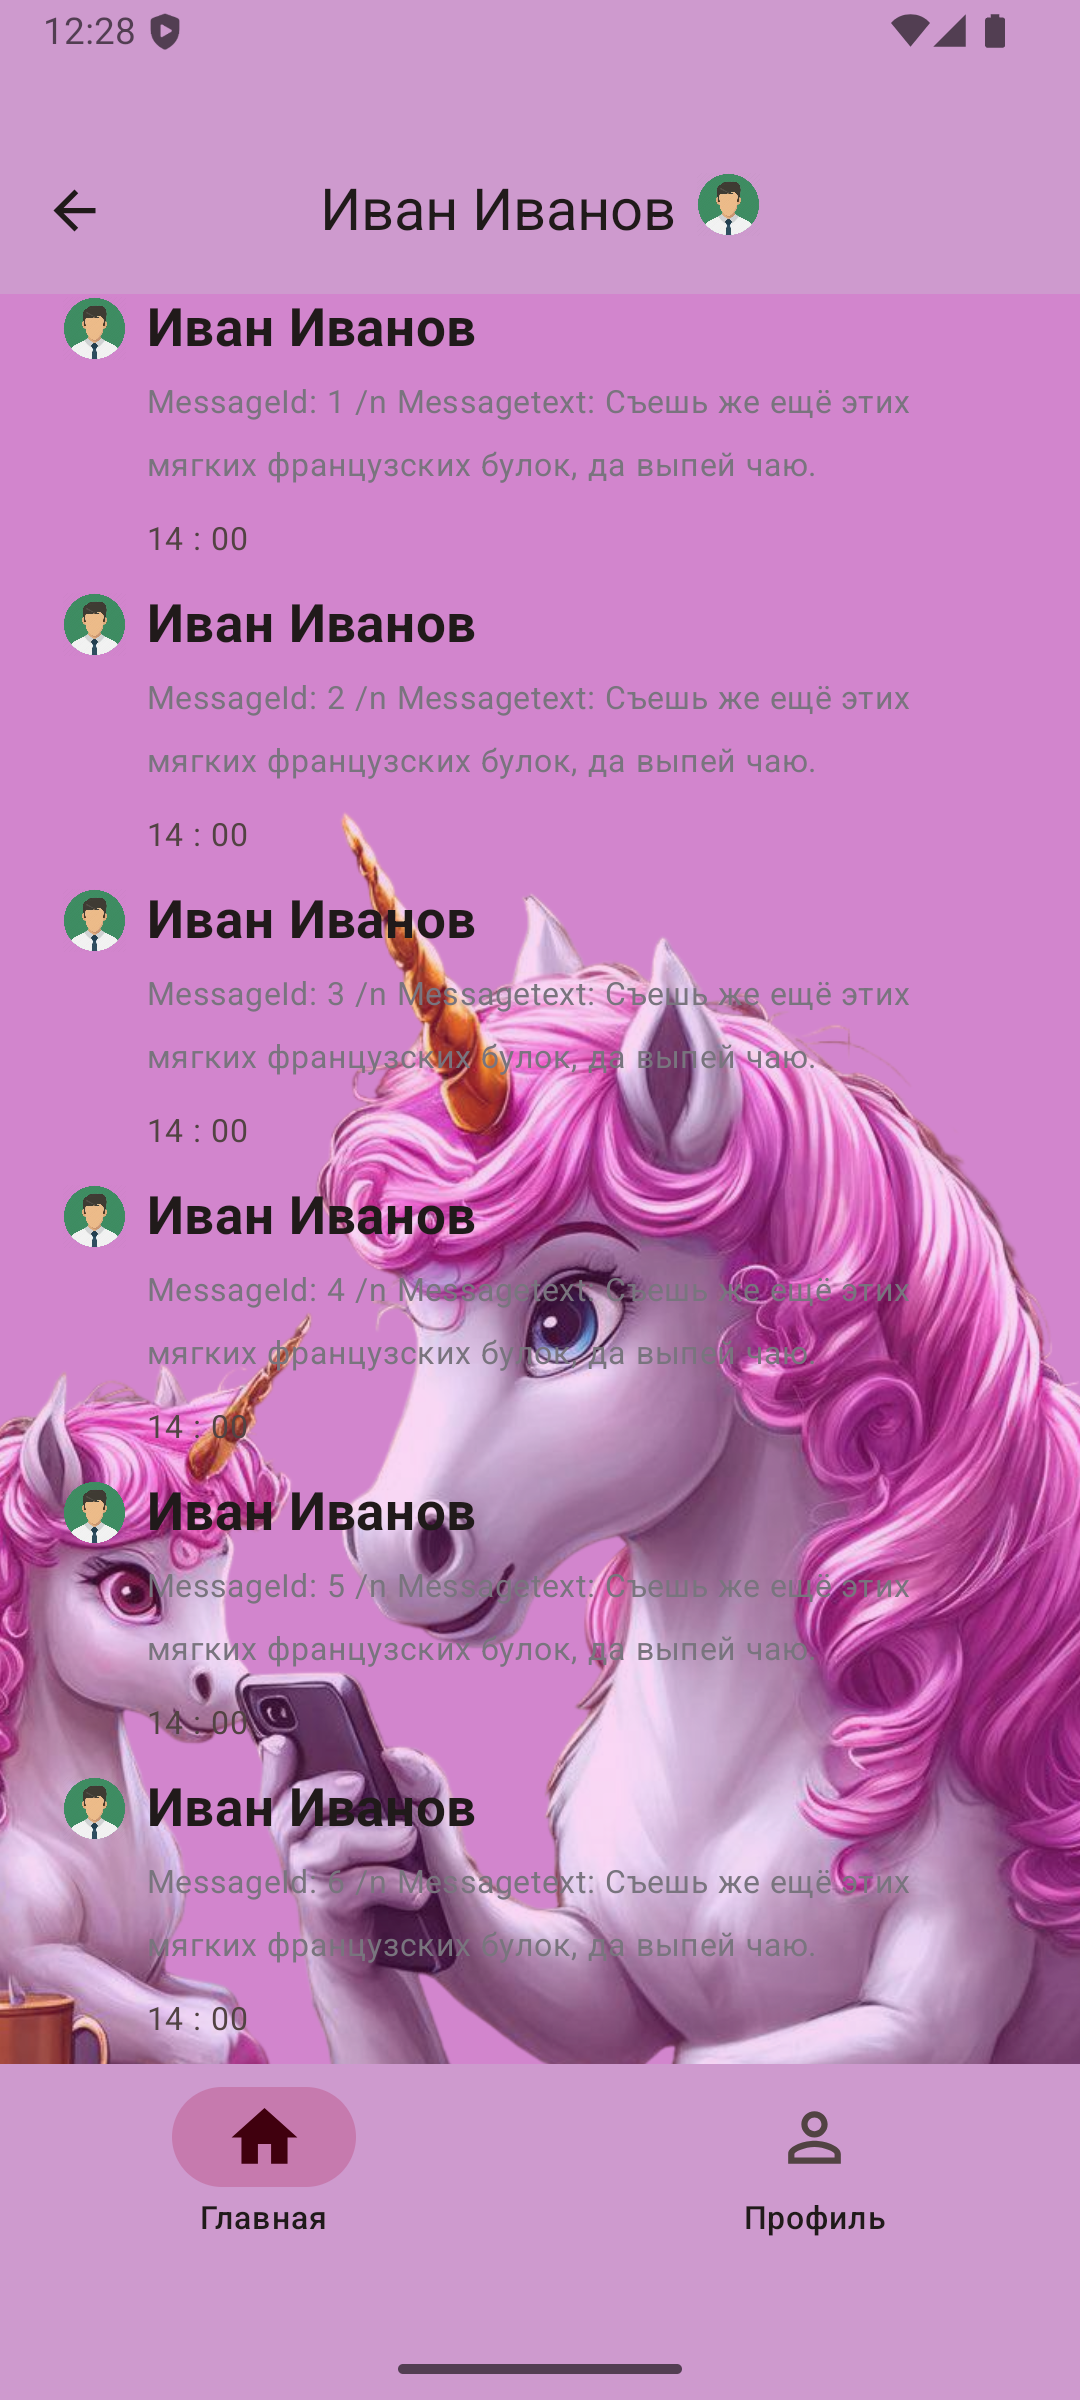 12:28
Иван Иванов
Иван Иванов
MessageId: 1 /n Messagetext: Съешь же ещё этих
мягких французских булок, да выпей чаю.
14 : 00
Иван Иванов
MessageId: 2 /n Messagetext: Съешь же ещё этих
мягких французских булок, да выпей чаю.
14 : 00
Иван Иванов
MessageId: 3 /n Messagetext: Съешь же ещё этих
мягких французских булок, да выпей чаю.
14 : 00
Иван Иванов
MessageId: 4 /n Messagetext: Съешь же ещё этих
мягких французских булок, да выпей чаю.
14 : 00
Иван Иванов
MessageId: 5 /n Messagetext: Съешь же ещё этих
мягких французских булок, да выпей чаю.
14 : 00
Иван Иванов
MessageId: 6 /n Messagetext: Съешь же ещё этих
мягких французских булок, да выпей чаю.
14 : 00
Главная
Профиль